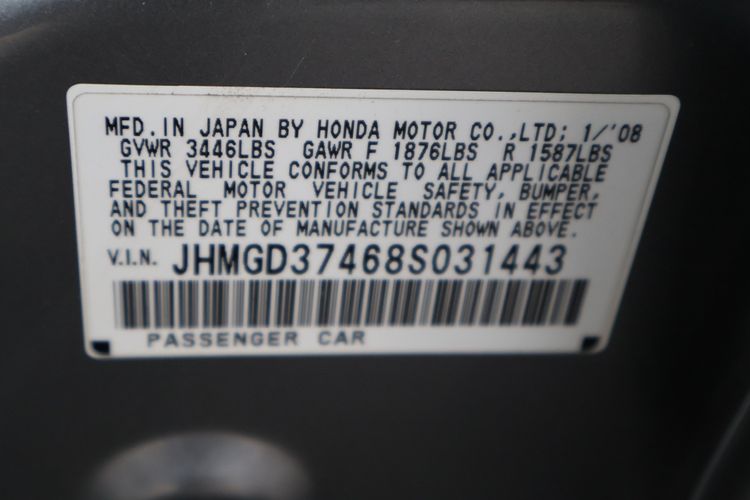 MFD. IN JAPAN BY HONDA MOTOR CO.,LTD; 1/'08
GVWR 3446LBS GAWR F 1876LBS R 1587LBS
THIS VEHICLE CONFORMS TO ALL APPLICABLE
FEDERAL MOTOR VEHICLE SAFETY, BUMPER,
AND THEFT PREVENTION STANDARDS IN EFFECT
ON THE DATE OF MANUFACTURE SHOWN ABOVE.
V.I.N. JHMGD37468S031443
PASSENGER CAR